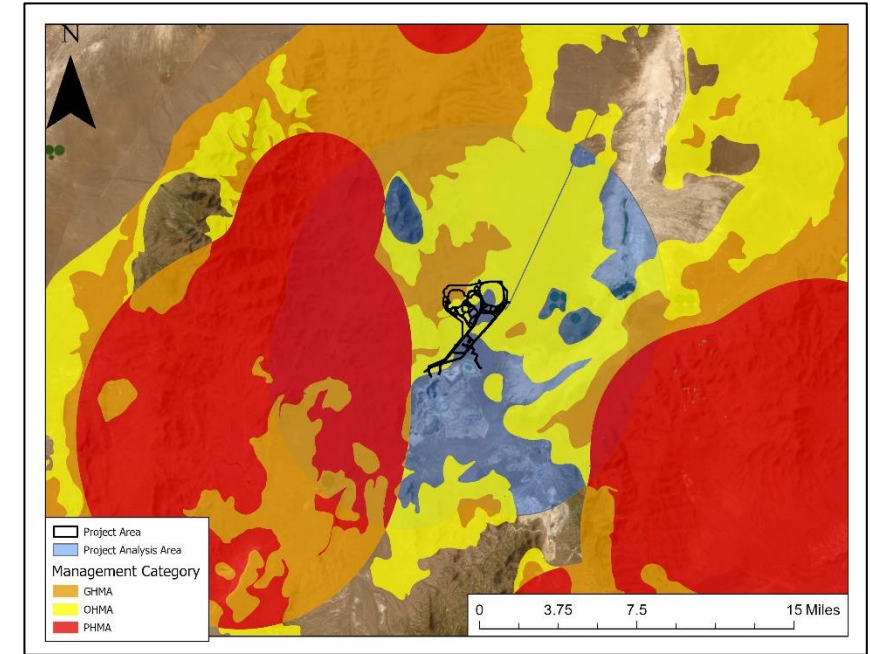 N
Project Area
Project Analysis Area
Management Category
GHMA
OHMA
PHMA
0 3.75 7.5 15 Miles